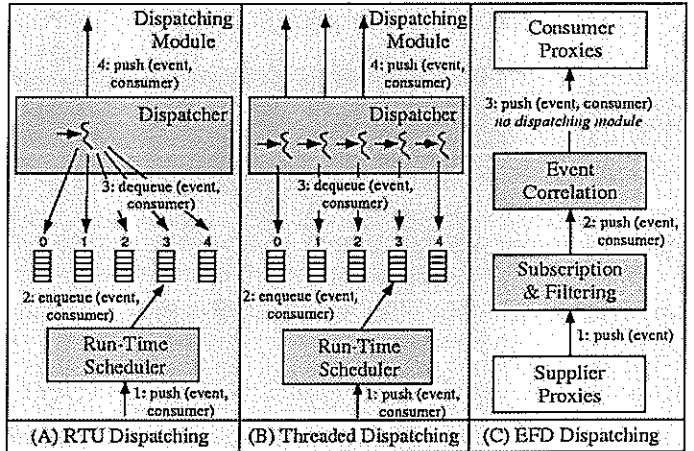 Dispatching
Module
4: push (event,
consumer)
Dispatcher
3: dequeue (event,
consumer)
0 1 2 3 4
2: enqueue (event,
consumer)
Run-Time
Scheduler
1: push (event,
consumer)
(A) RTU Dispatching
Dispatching
Module
4: push (event,
consumer)
Dispatcher
3: dequeue (event,
consumer)
0 1 2 3 4
2: enqueue (event,
consumer)
Run-Time
Scheduler
1: push (event,
consumer)
(B) Threaded Dispatching
Consumer
Proxies
3: push (event, consumer)
no dispatching module
Event
Correlation
2: push (event,
consumer)
Subscription
& Filtering
1: push (event)
Supplier
Proxies
(C) EFD Dispatching